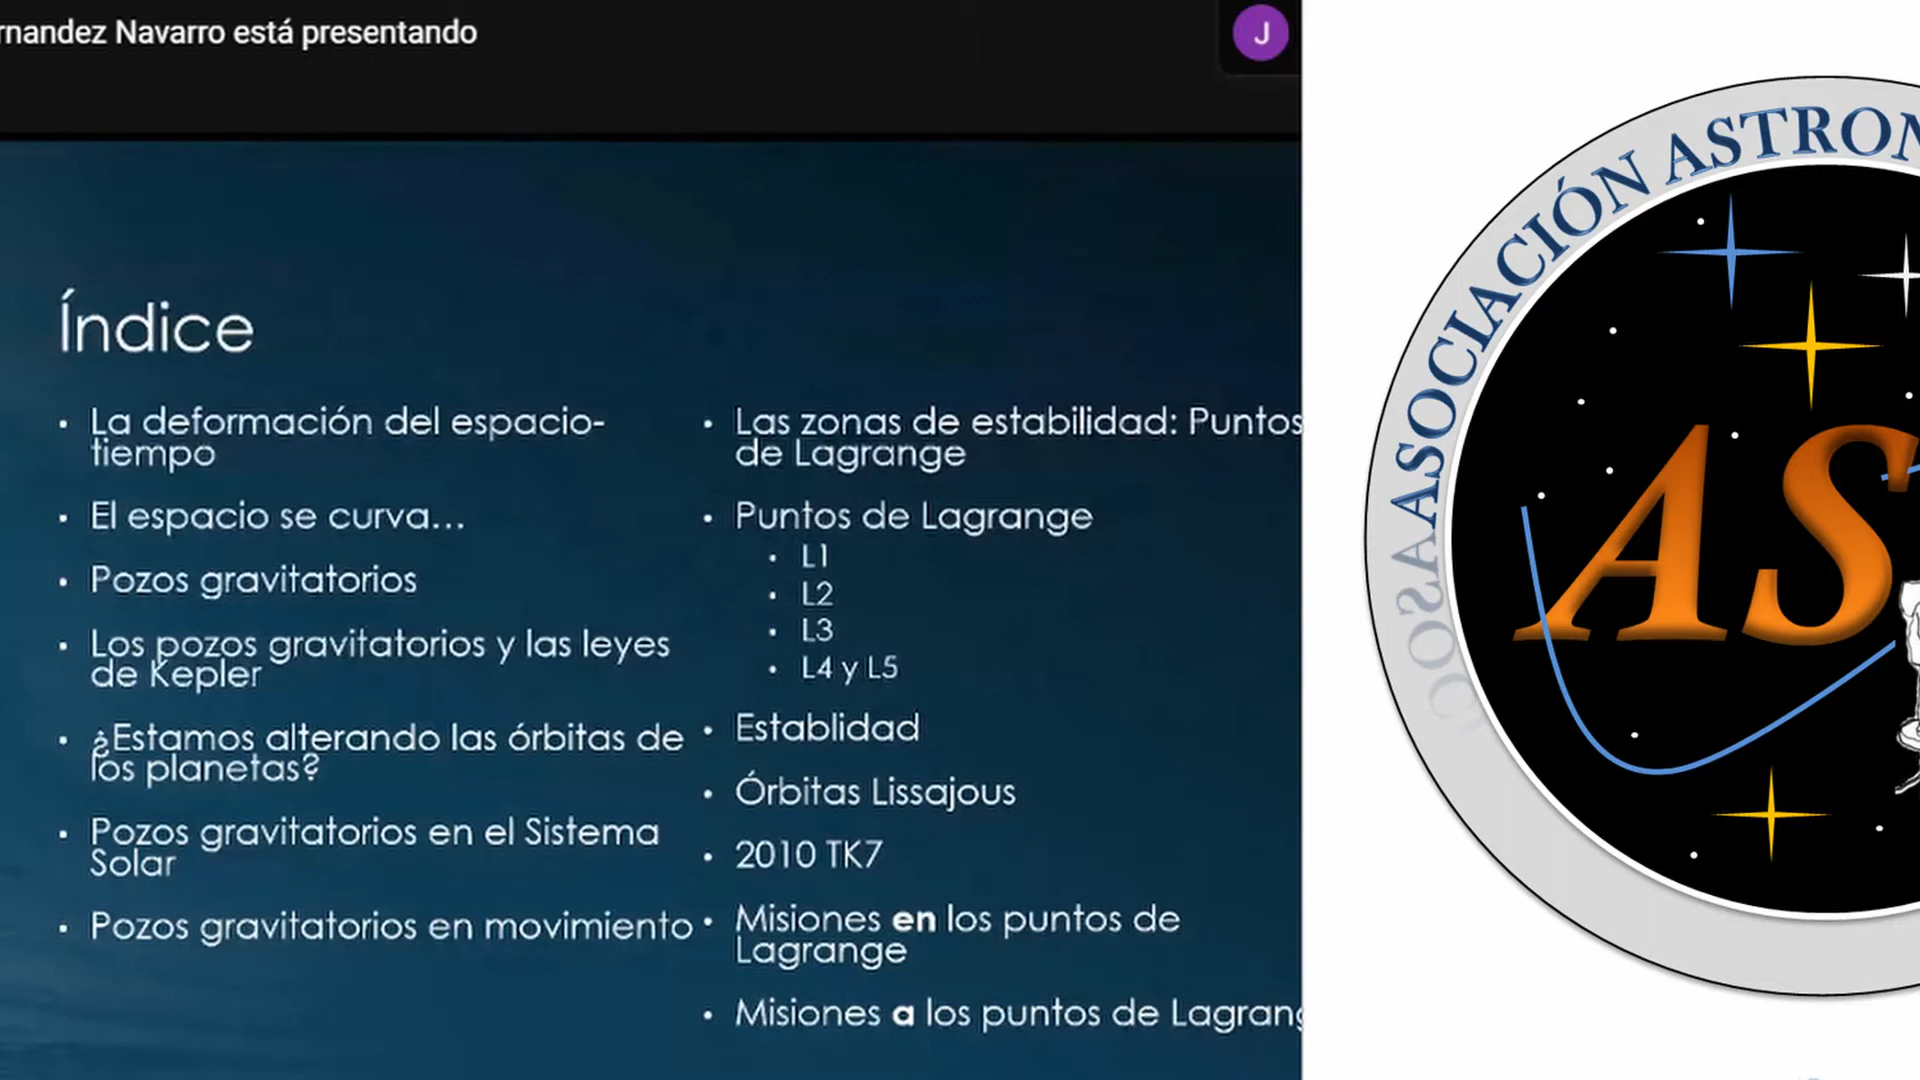 rnandez Navarro está presentando
J
Índice
La deformación del espacio-
tiempo
El espacio se curva...
Pozos gravitatorios
Los pozos gravitatorios y las leyes
de Kepler
¿Estamos alterando las órbitas de
los planetas?
Pozos gravitatorios en el Sistema
Solar
Pozos gravitatorios en movimiento
Las zonas de estabilidad: Puntos
de Lagrange
Puntos de Lagrange
L1
L2
L3
L4 y L5
Establidad
Órbitas Lissajous
2010 TK7
Misiones en los puntos de
Lagrange
Misiones a los puntos de Lagrang
ASOCIACIÓN ASTRON
AS